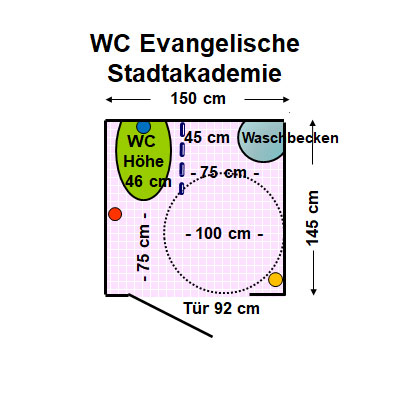 WC Evangelische
Stadtakademie
150 cm
45 cm
Waschbecken
WC
Höhe
46 cm
- 75 cm -
- 100 cm -
- 75 cm -
145 cm
Tür 92 cm